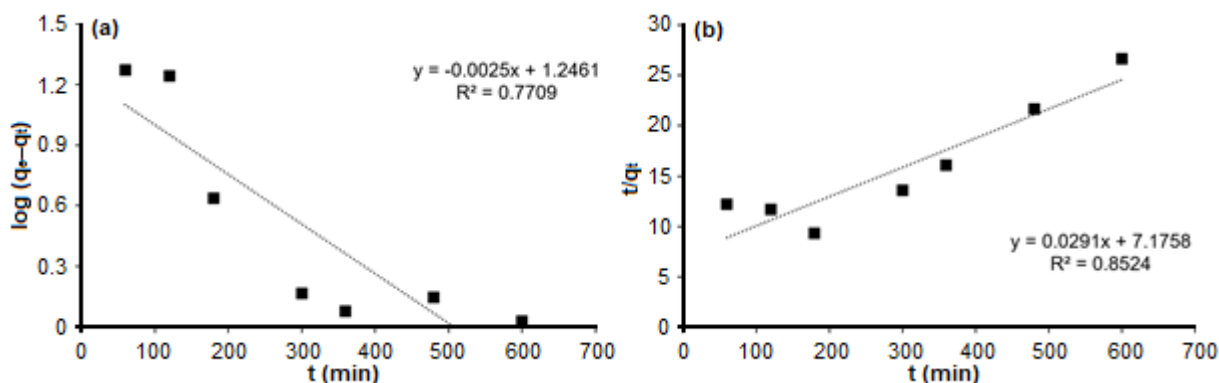 (a)
1.5
1.2
0.9
0.6
0.3
0
log (qe–qt)
y = -0.0025x + 1.2461
R² = 0.7709
0 100 200 300 400 500 600 700
t (min)
(b)
30
25
20
15
10
5
0
t/qt
y = 0.0291x + 7.1758
R² = 0.8524
0 100 200 300 400 500 600 700
t (min)